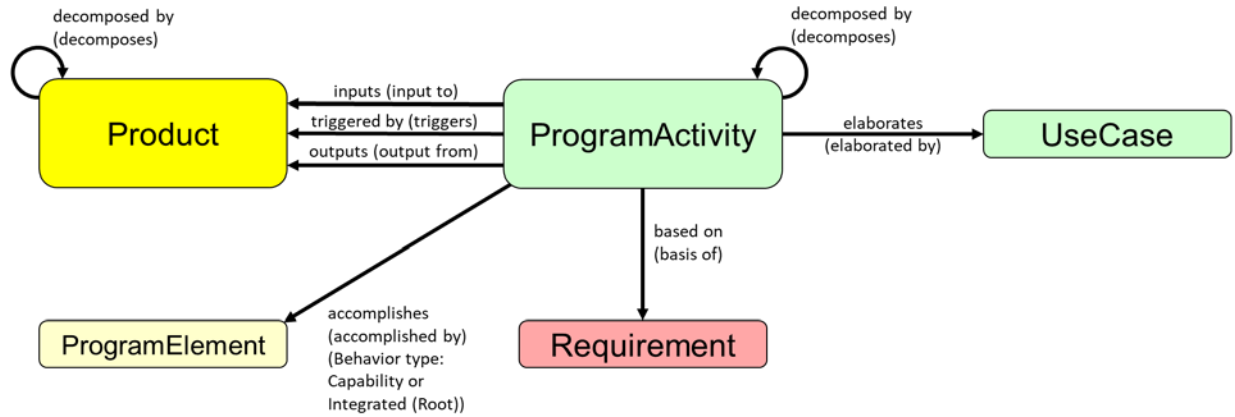 decomposed by
(decomposes)
decomposed by
(decomposes)
Product
inputs (input to)
triggered by (triggers)
outputs (output from)
ProgramActivity
elaborates
(elaborated by)
UseCase
based on
(basis of)
accomplishes
(accomplished by)
(Behavior type:
Capability or
Integrated (Root))
ProgramElement
Requirement